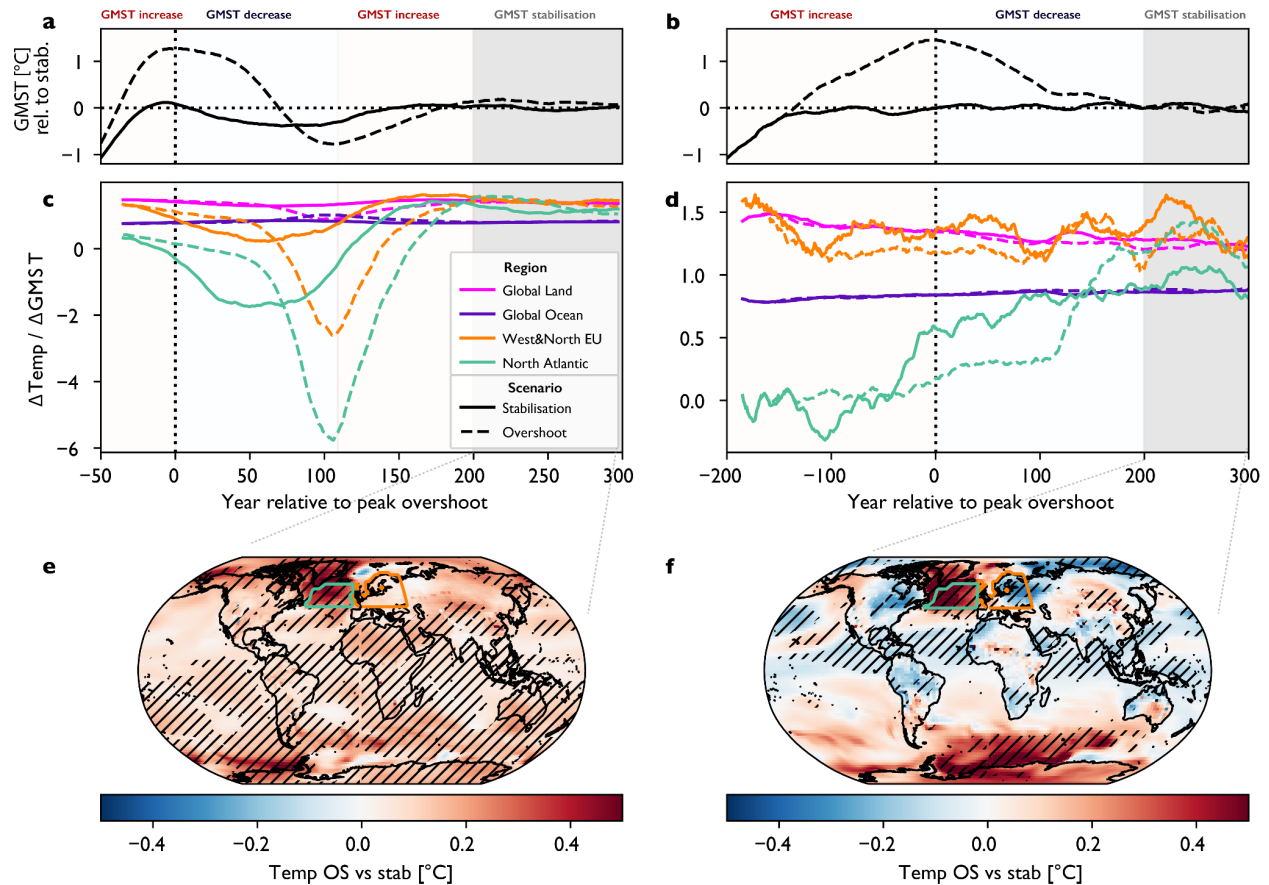 a
GMST increase
GMST decrease
GMST increase
GMST stabilisation
GMST [°C]
rel. to stab.
1
0
−1
b
GMST increase
GMST decrease
GMST stabilisation
1
0
−1
c
ΔTemp / ΔGMST
0
−2
−4
−6
Region
Global Land
Global Ocean
West&North EU
North Atlantic
Scenario
Stabilisation
Overshoot
−50
0
50
100
150
200
250
300
Year relative to peak overshoot
d
1.5
1.0
0.5
0.0
−200
−100
0
100
200
300
Year relative to peak overshoot
e
−0.4
−0.2
0.0
0.2
0.4
Temp OS vs stab [°C]
f
−0.4
−0.2
0.0
0.2
0.4
Temp OS vs stab [°C]